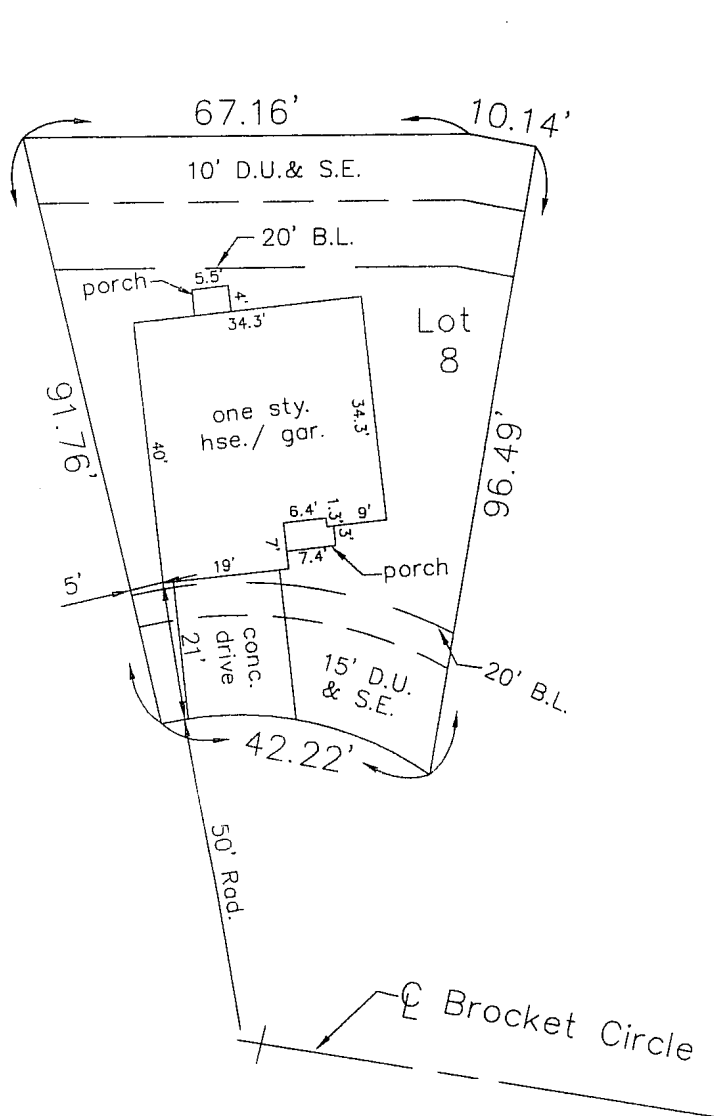 67.16'
10.14'
10' D.U.& S.E.
20' B.L.
porch
5.5'
4'
34.3'
Lot
8
91.76'
one sty.
hse./ gar.
34.3'
96.49'
40'
6.4'
1.3'
9'
3'
7'
7.4'
porch
19'
5'
21'
conc.
drive
15' D.U.
& S.E.
20' B.L.
42.22'
50' Rad.
℄ Brocket Circle